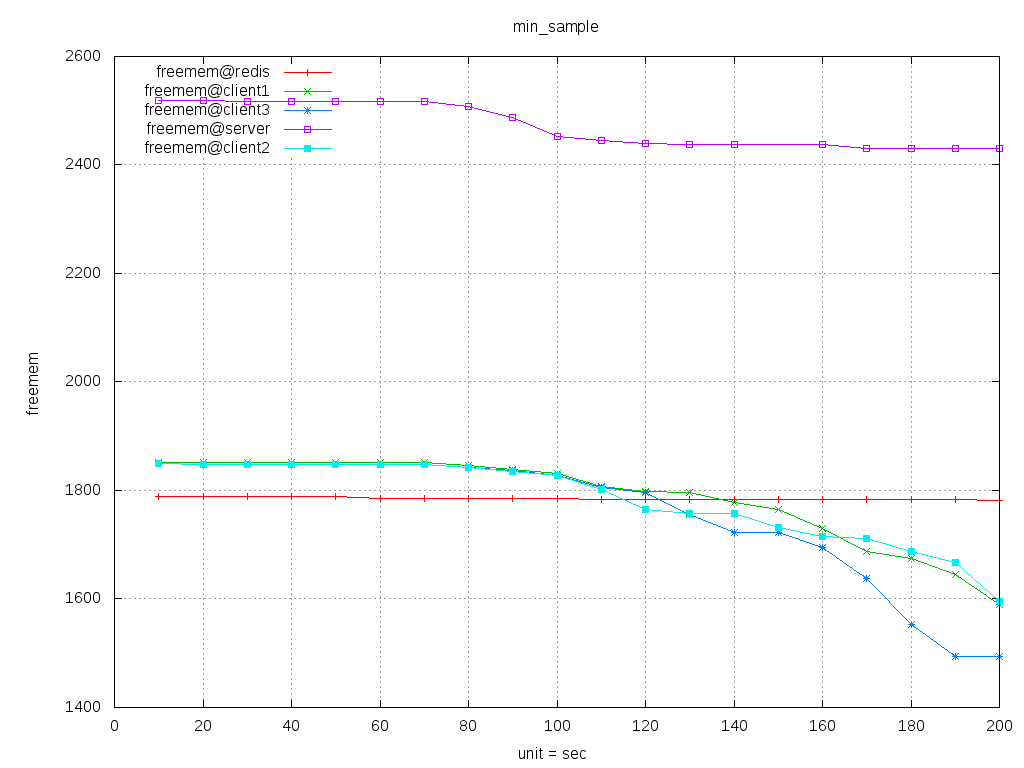 min_sample
2600
2400
2200
2000
1800
1600
1400
freemem
freemem@redis
freemem@client1
freemem@client3
freemem@server
freemem@client2
0 20 40 60 80 100 120 140 160 180 200
unit = sec